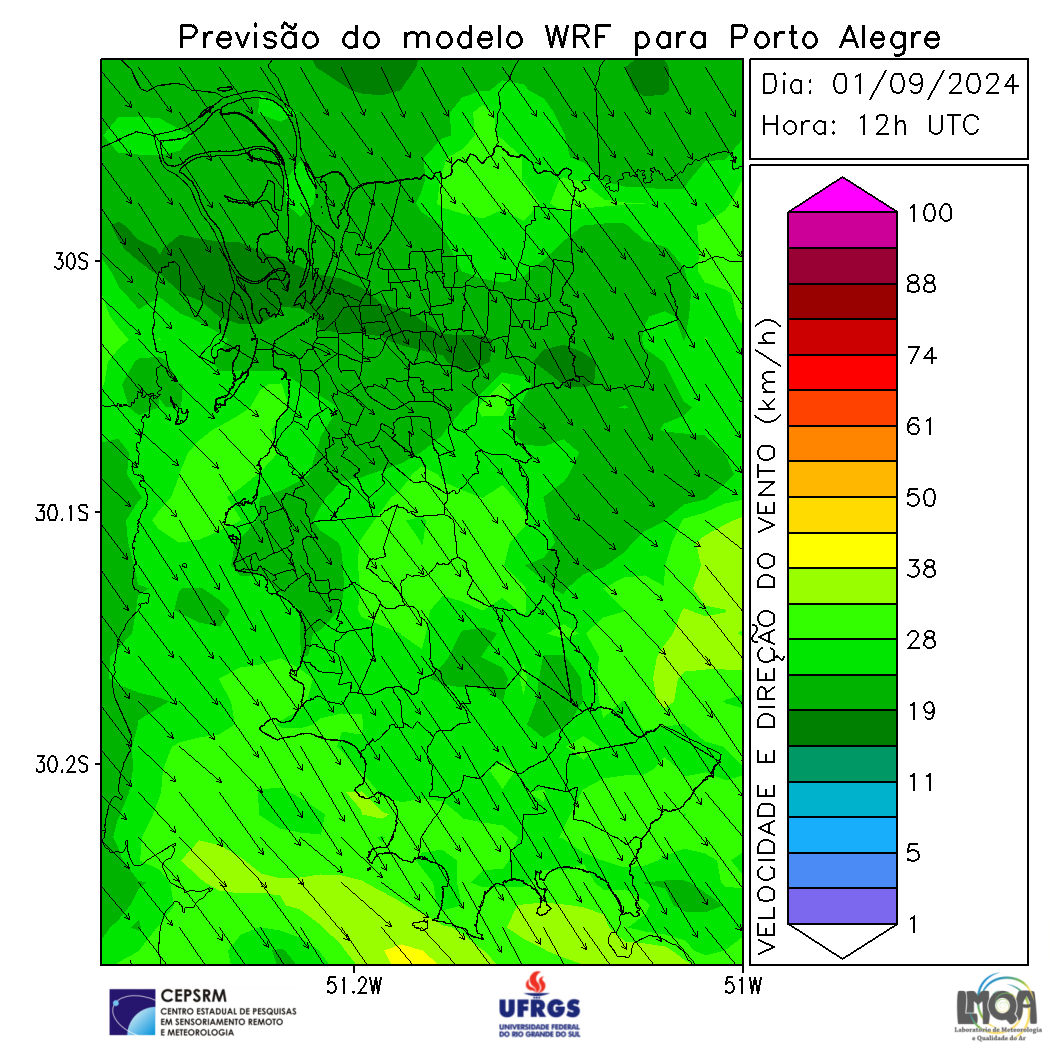 Previsão do modelo WRF para Porto Alegre
Dia: 01/09/2024
Hora: 12h UTC
30S
30.1S
30.2S
51.2W
51W
VELOCIDADE E DIREÇÃO DO VENTO (km/h)
100
88
74
61
50
38
28
19
11
5
1
CEPSRM
CENTRO ESTADUAL DE PESQUISAS
EM SENSORIAMENTO REMOTO
E METEOROLOGIA
UFRGS
UNIVERSIDADE FEDERAL
DO RIO GRANDE DO SUL
LMQA
Laboratório de Meteorologia
e Qualidade do Ar